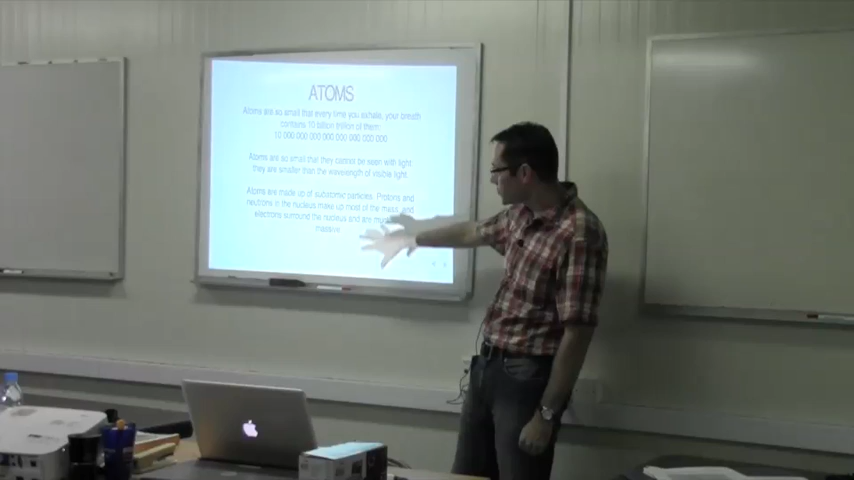 ATOMS
Atoms are so small that every time you exhale, your breath
contains 10 billion trillion of them:
10 000 000 000 000 000 000 000
Atoms are so small that they cannot be seen with light:
they are smaller than the wavelength of visible light.
Atoms are made up of subatomic particles. Protons and
neutrons in the nucleus make up most of the mass, and
electrons surround the nucleus and are much
massive.